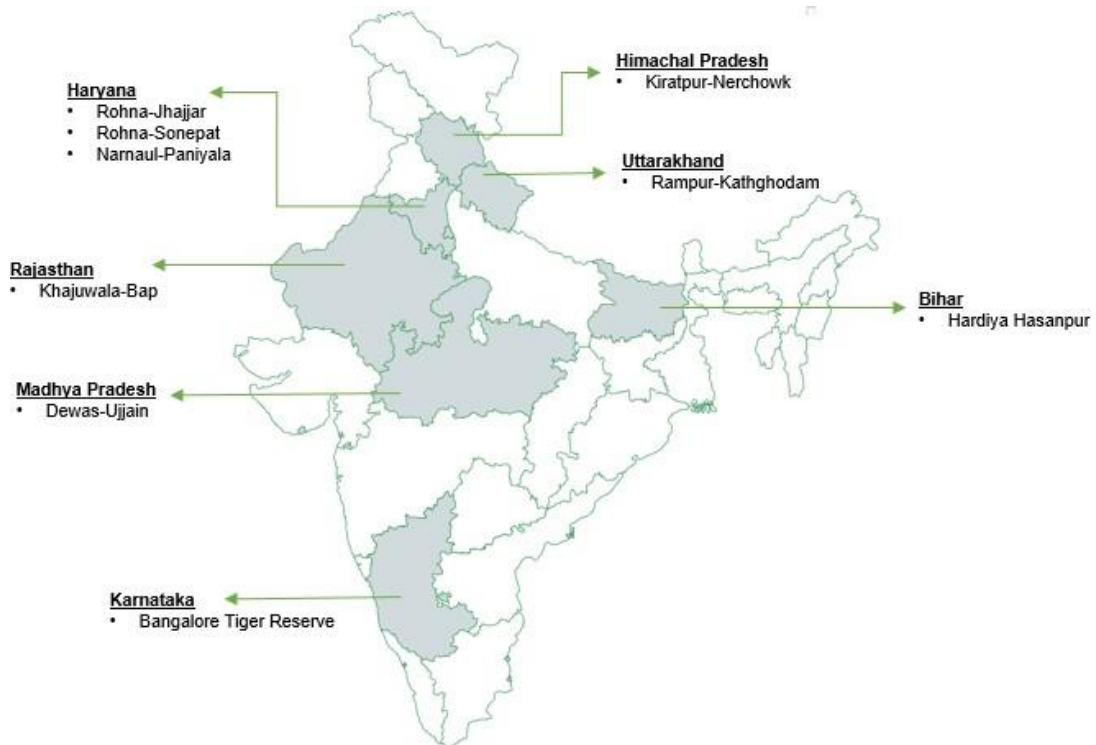 Himachal Pradesh
• Kiratpur-Nerchowk
Haryana
• Rohna-Jhajjar
• Rohna-Sonepat
• Narnaul-Paniyala
Uttarakhand
• Rampur-Kathghodam
Rajasthan
• Khajuwala-Bap
Bihar
• Hardiya Hasanpur
Madhya Pradesh
• Dewas-Ujjain
Karnataka
• Bangalore Tiger Reserve